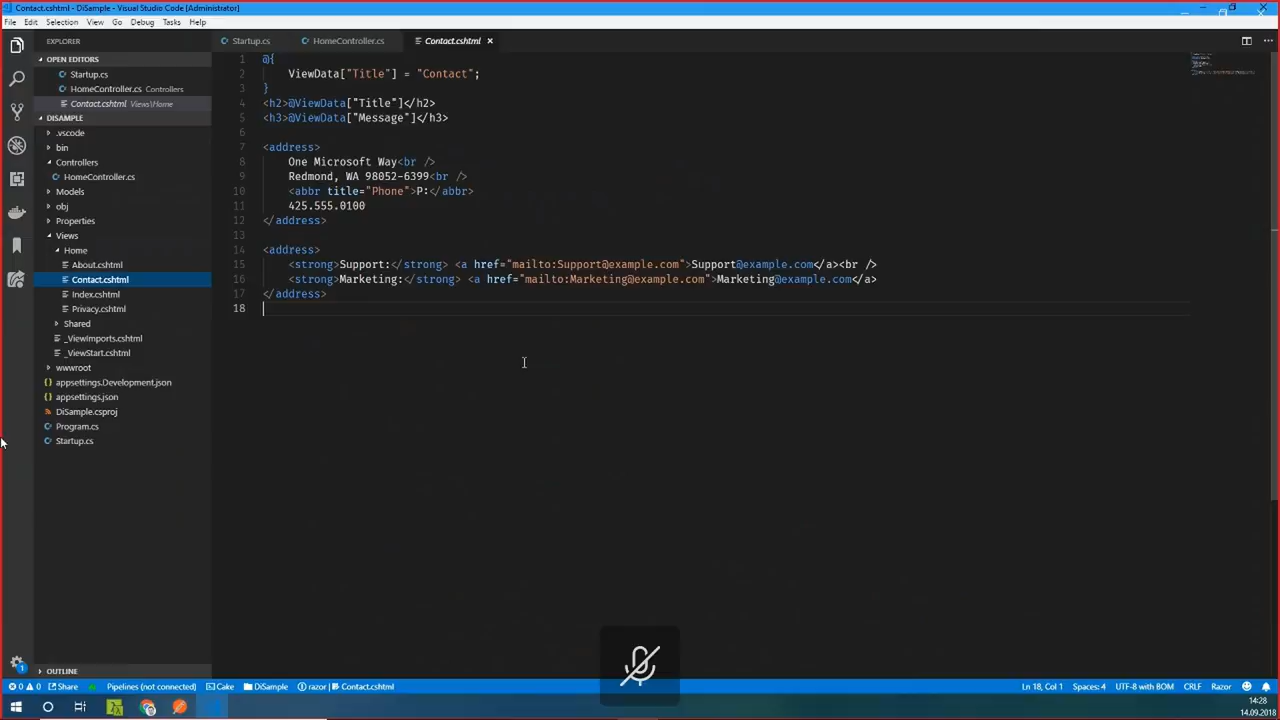 Contact.cshtml - DiSample - Visual Studio Code [Administrator]
File Edit Selection View Go Debug Tasks Help
EXPLORER
OPEN EDITORS
Startup.cs
HomeController.cs Controllers
Contact.cshtml Views\Home
DISAMPLE
.vscode
bin
Controllers
HomeController.cs
Models
obj
Properties
Views
Home
About.cshtml
Contact.cshtml
Index.cshtml
Privacy.cshtml
Shared
_ViewImports.cshtml
_ViewStart.cshtml
wwwroot
appsettings.Development.json
appsettings.json
DiSample.csproj
Program.cs
Startup.cs
OUTLINE
Startup.cs HomeController.cs Contact.cshtml
1 @{
2 ViewData["Title"] = "Contact";
3 }
4 <h2>@ViewData["Title"]</h2>
5 <h3>@ViewData["Message"]</h3>
6
7 <address>
8 One Microsoft Way<br />
9 Redmond, WA 98052-6399<br />
10 <abbr title="Phone">P:</abbr>
11 425.555.0100
12 </address>
13
14 <address>
15 <strong>Support:</strong> <a href="mailto:Support@example.com">Support@example.com</a><br />
16 <strong>Marketing:</strong> <a href="mailto:Marketing@example.com">Marketing@example.com</a>
17 </address>
18
0 0 Share Pipelines (not connected) Cake DiSample razor | Contact.cshtml Ln 18, Col 1 Spaces: 4 UTF-8 with BOM CRLF Razor
1
14:28
14.09.2018